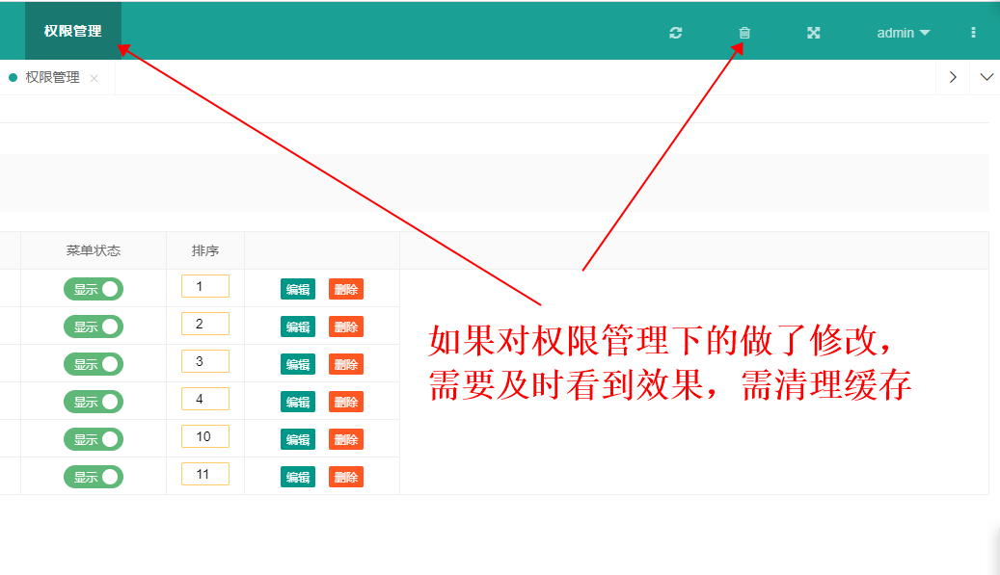 权限管理
admin
权限管理
菜单状态 排序
显示 1 编辑 删除
显示 2 编辑 删除
显示 3 编辑 删除
显示 4 编辑 删除
显示 10 编辑 删除
显示 11 编辑 删除
如果对权限管理下的做了修改，
需要及时看到效果，需清理缓存